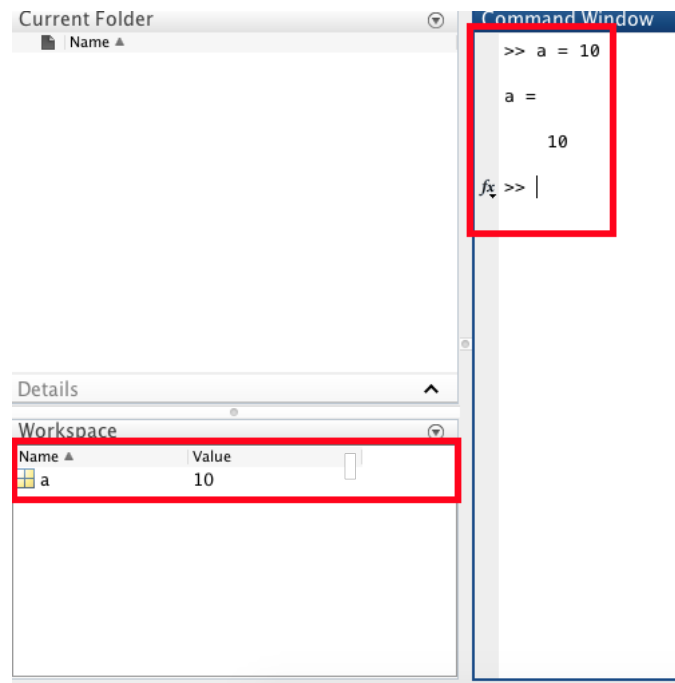 Current Folder
Name ▲
Details
Workspace
Name ▲ Value
a 10
Command Window
>> a = 10
a =
10
fx >>